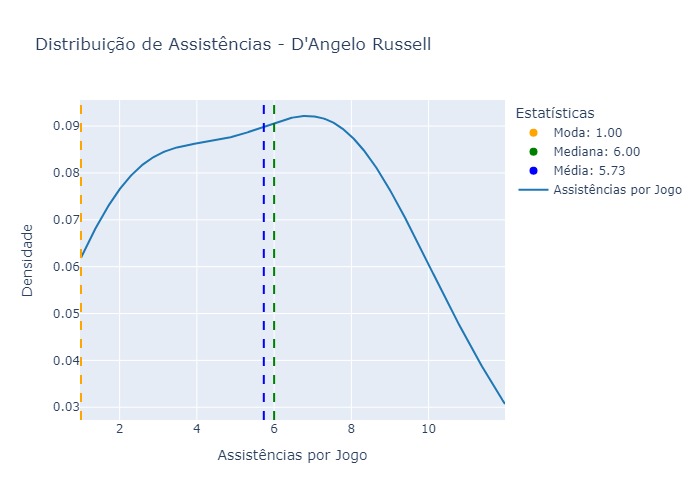 Distribuição de Assistências - D'Angelo Russell
Estatísticas
Moda: 1.00
Mediana: 6.00
Média: 5.73
Assistências por Jogo
Densidade
0.09
0.08
0.07
0.06
0.05
0.04
0.03
2 4 6 8 10
Assistências por Jogo